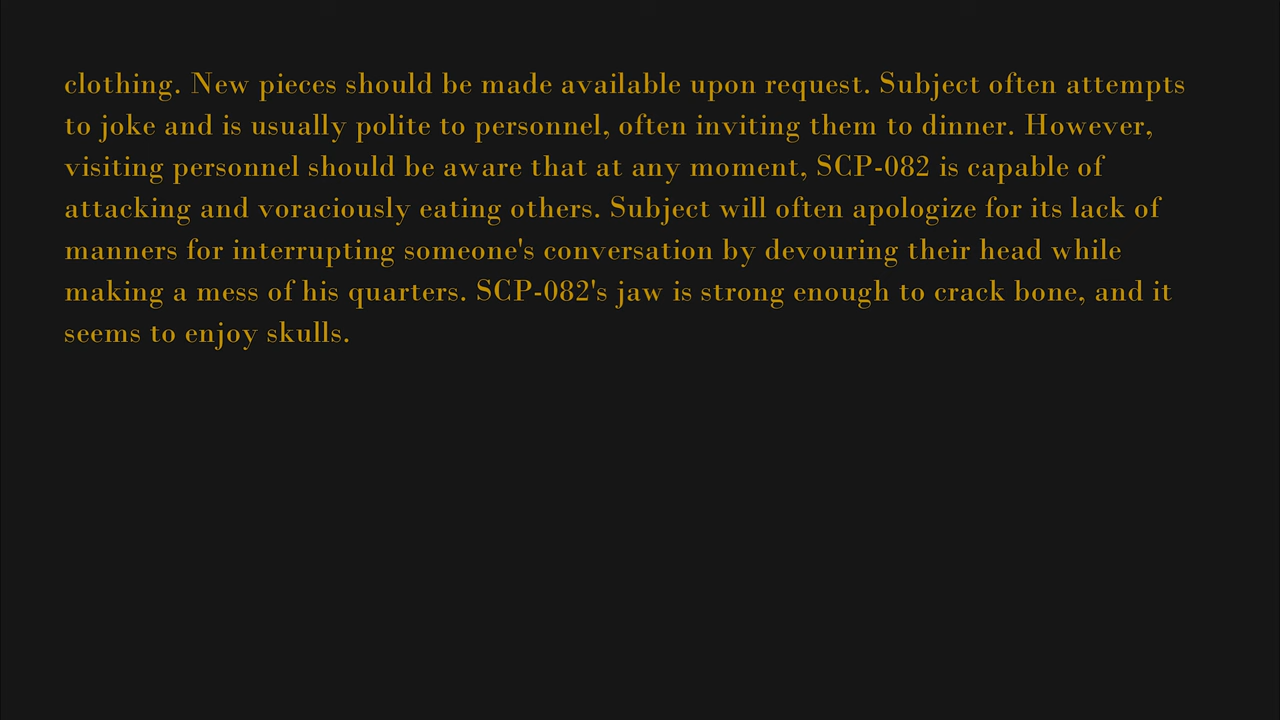 clothing. New pieces should be made available upon request. Subject often attempts
to joke and is usually polite to personnel, often inviting them to dinner. However,
visiting personnel should be aware that at any moment, SCP-082 is capable of
attacking and voraciously eating others. Subject will often apologize for its lack of
manners for interrupting someone's conversation by devouring their head while
making a mess of his quarters. SCP-082's jaw is strong enough to crack bone, and it
seems to enjoy skulls.